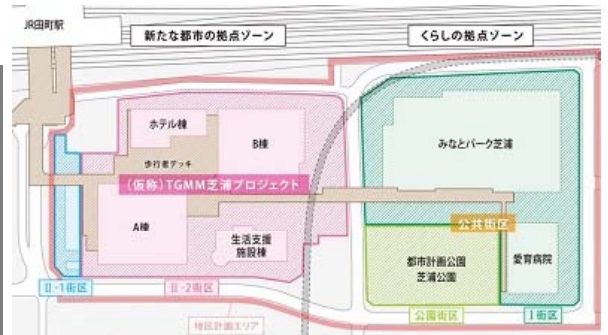 JR田町駅
新たな都市の拠点ゾーン
くらしの拠点ゾーン
ホテル棟
B棟
歩行者デッキ
みなとパーク芝浦
(仮称)TGMM芝浦プロジェクト
A棟
生活支援
施設棟
公共街区
都市計画公園
芝浦公園
愛育病院
II-1街区
II-2街区
公園街区
I街区
地区計画エリア